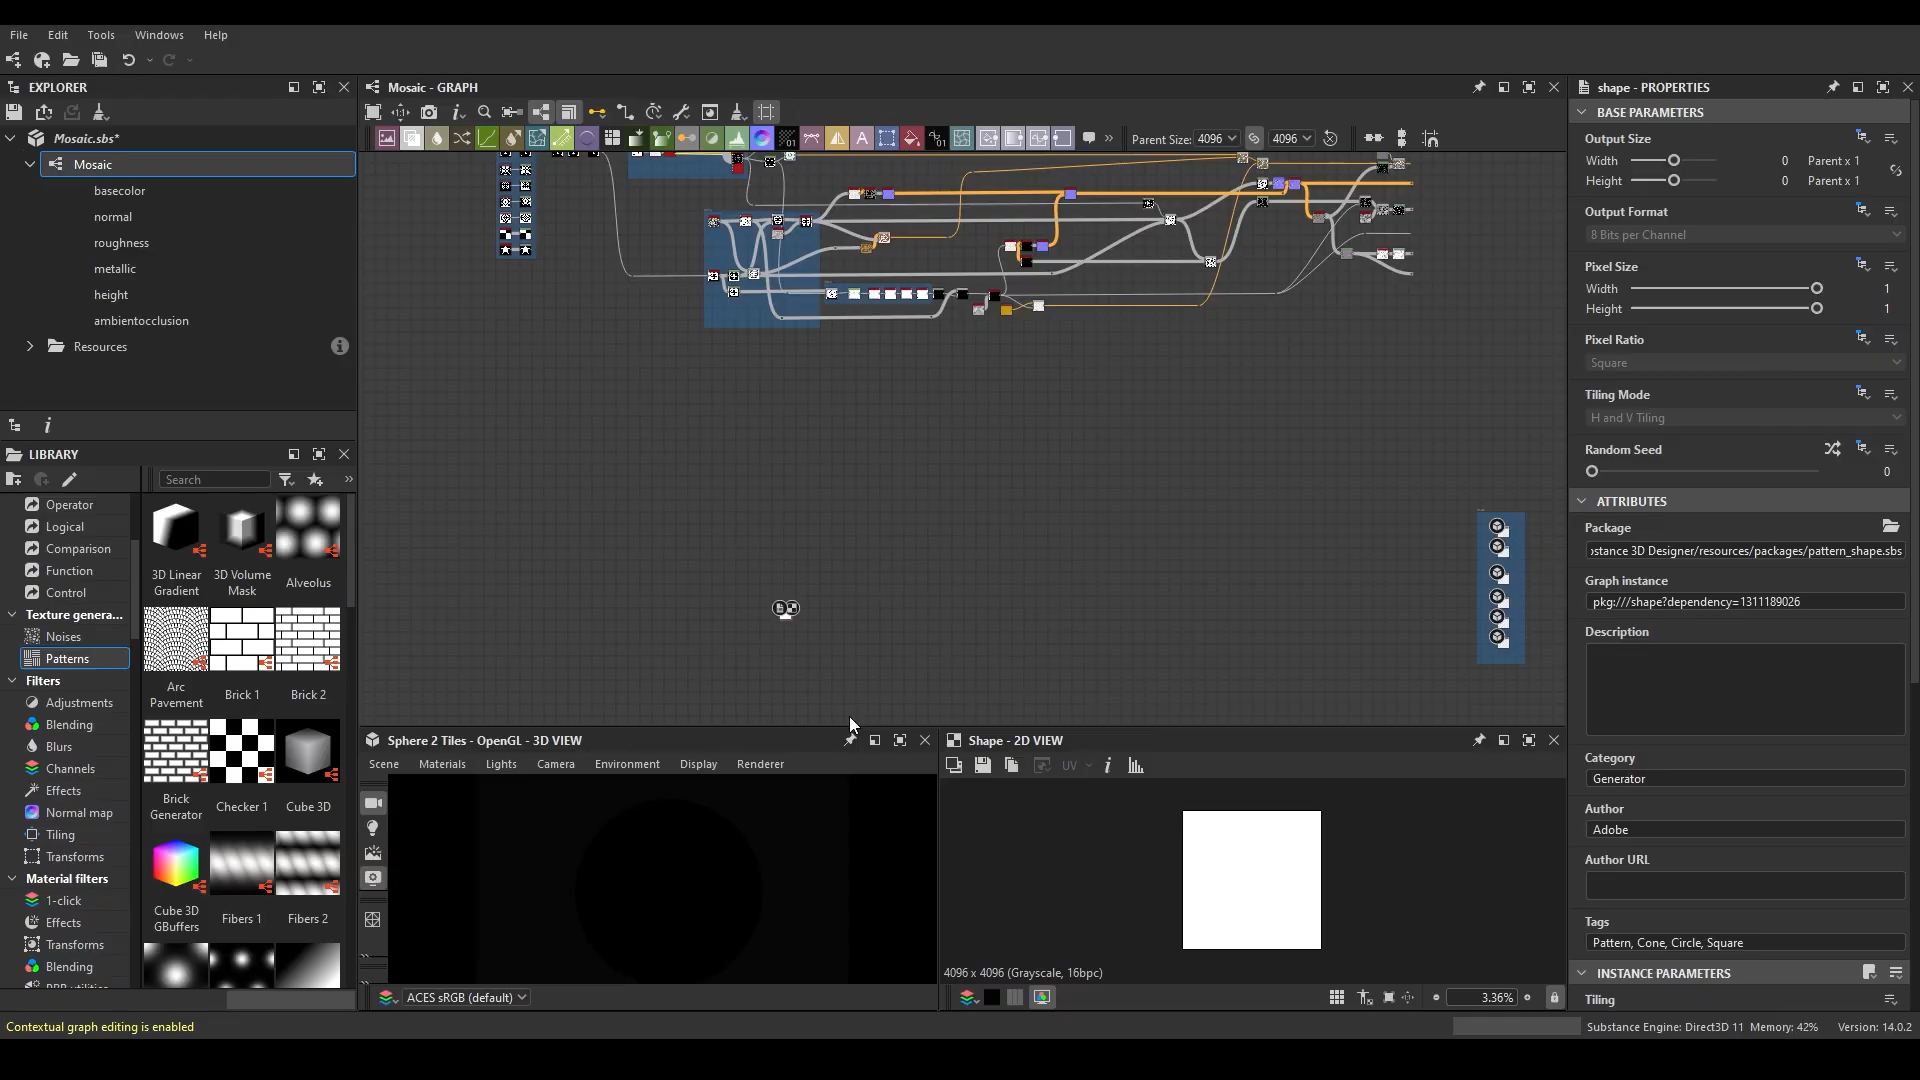 File Edit Tools Windows Help
EXPLORER
Mosaic.sbs*
Mosaic
basecolor
normal
roughness
metallic
height
ambientocclusion
Resources
LIBRARY
Search
Operator
Logical
Comparison
Function
Control
Texture genera...
Noises
Patterns
Filters
Adjustments
Blending
Blurs
Channels
Effects
Normal map
Tiling
Transforms
Material filters
1-click
Effects
Transforms
Blending
3D Linear Gradient
3D Volume Mask
Alveolus
Arc Pavement
Brick 1
Brick 2
Brick Generator
Checker 1
Cube 3D
Cube 3D GBuffers
Fibers 1
Fibers 2
Mosaic - GRAPH
Parent Size: 4096 4096
Sphere 2 Tiles - OpenGL - 3D VIEW
Scene Materials Lights Camera Environment Display Renderer
ACES sRGB (default)
Shape - 2D VIEW
UV
4096 x 4096 (Grayscale, 16bpc)
3.36%
shape - PROPERTIES
BASE PARAMETERS
Output Size
Width 0 Parent x 1
Height 0 Parent x 1
Output Format
8 Bits per Channel
Pixel Size
Width 1
Height 1
Pixel Ratio
Square
Tiling Mode
H and V Tiling
Random Seed
0
ATTRIBUTES
Package
stance 3D Designer/resources/packages/pattern_shape.sbs
Graph instance
pkg:///shape?dependency=1311189026
Description
Category
Generator
Author
Adobe
Author URL
Tags
Pattern, Cone, Circle, Square
INSTANCE PARAMETERS
Tiling
Contextual graph editing is enabled
Substance Engine: Direct3D 11 Memory: 42% Version: 14.0.2